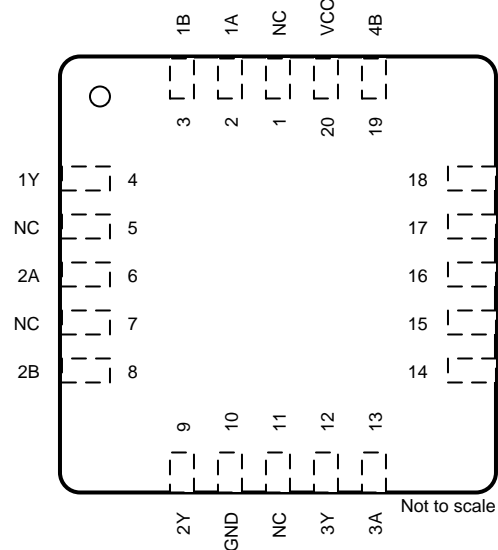 1B 1A NC VCC 4B
3 2 1 20 19
1Y 4 18
NC 5 17
2A 6 16
NC 7 15
2B 8 14
9 10 11 12 13
2Y GND NC 3Y 3A
Not to scale